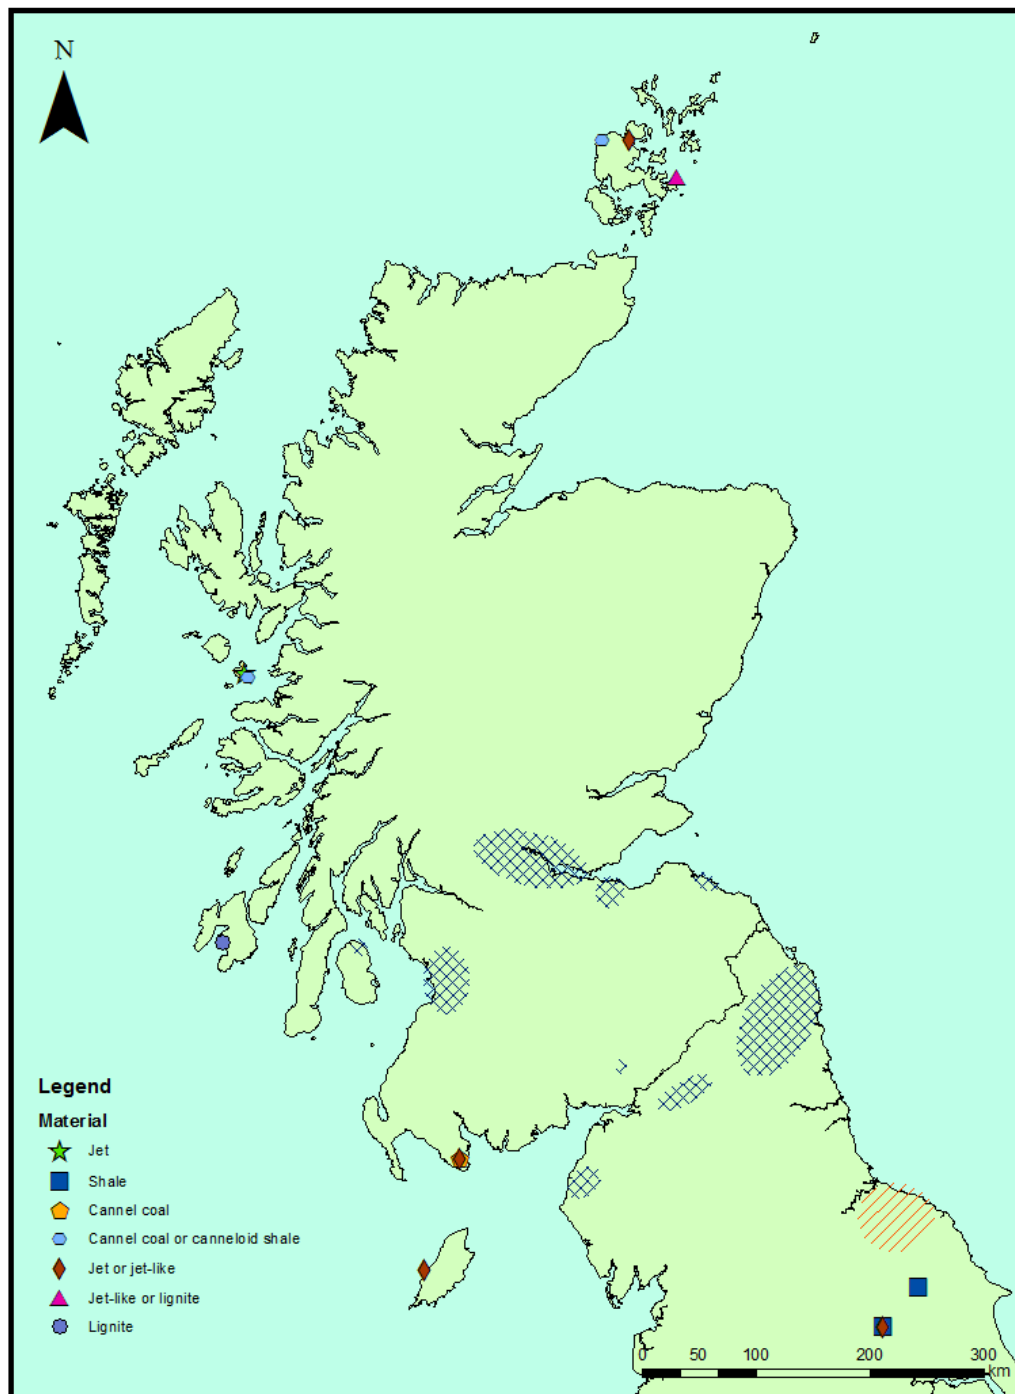 N
Legend
Material
Jet
Shale
Cannel coal
Cannel coal or canneloid shale
Jet or jet-like
Jet-like or lignite
Lignite
0 50 100 200 300
km